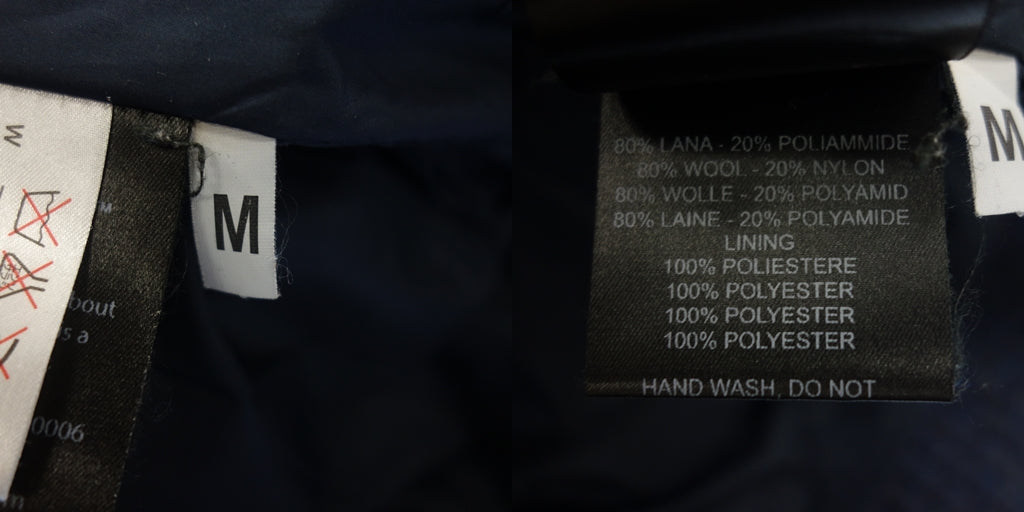 M
M
bout
is a
0006
m
M
80% LANA - 20% POLIAMMIDE
80% WOOL - 20% NYLON
80% WOLLE - 20% POLYAMID
80% LAINE - 20% POLYAMIDE
LINING
100% POLIESTERE
100% POLYESTER
100% POLYESTER
100% POLYESTER
HAND WASH, DO NOT